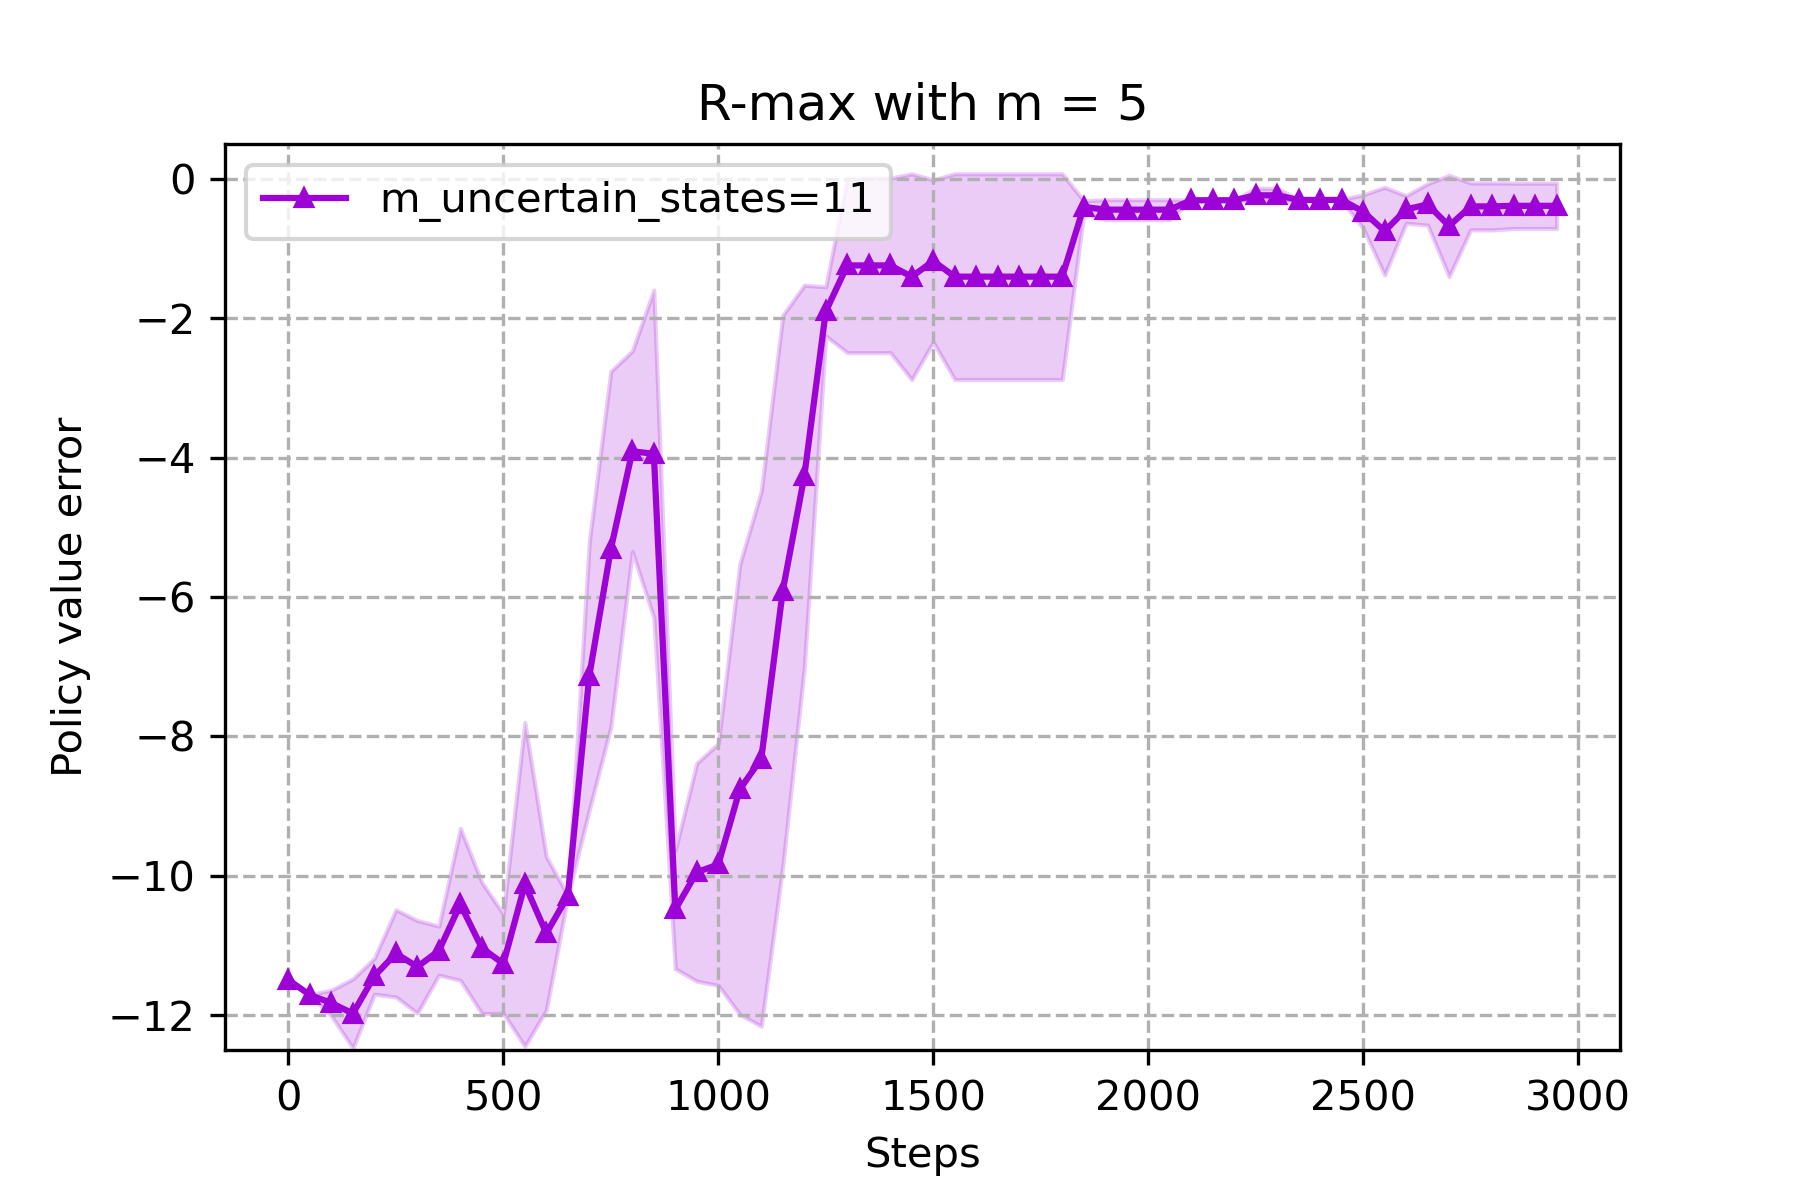 R-max with m = 5
m_uncertain_states=11
Policy value error
0
−2
−4
−6
−8
−10
−12
0 500 1000 1500 2000 2500 3000
Steps